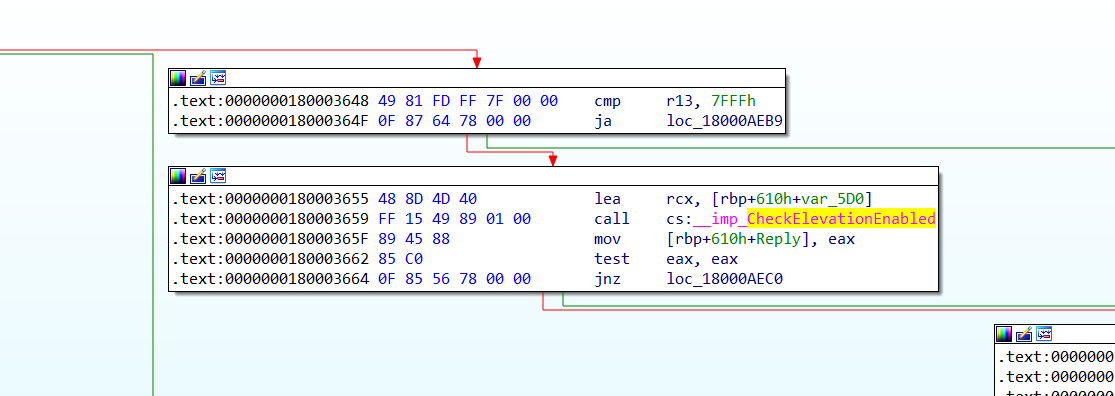 .text:0000000180003648 49 81 FD FF 7F 00 00 cmp r13, 7FFFh
.text:000000018000364F 0F 87 64 78 00 00 ja loc_18000AEB9
.text:0000000180003655 48 8D 4D 40 lea rcx, [rbp+610h+var_5D0]
.text:0000000180003659 FF 15 49 89 01 00 call cs:__imp_CheckElevationEnabled
.text:000000018000365F 89 45 88 mov [rbp+610h+Reply], eax
.text:0000000180003662 85 C0 test eax, eax
.text:0000000180003664 0F 85 56 78 00 00 jnz loc_18000AEC0
.text:0000000
.text:0000000